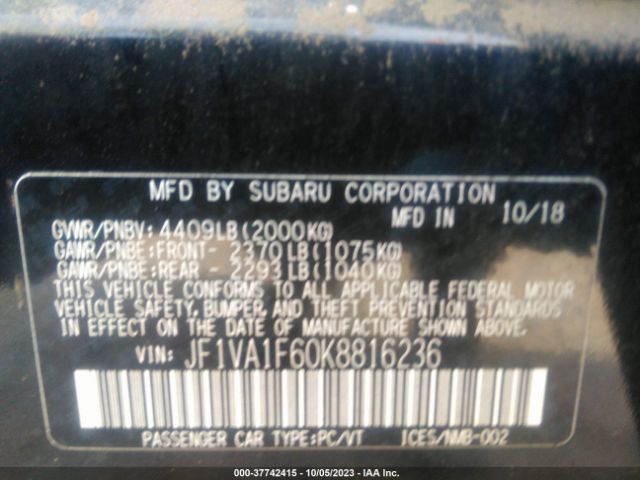 MFD BY SUBARU CORPORATION
MFD IN 10/18
GVWR/PNBV: 4409LB(2000KG)
GAWR/PNBE:FRONT- 2370LB(1075KG)
GAWR/PNBE:REAR - 2293LB(1040KG)
THIS VEHICLE CONFORMS TO ALL APPLICABLE FEDERAL MOTOR
VEHICLE SAFETY, BUMPER, AND THEFT PREVENTION STANDARDS
IN EFFECT ON THE DATE OF MANUFACTURE SHOWN ABOVE.
VIN: JF1VA1F60K8816236
PASSENGER CAR TYPE:PC/VT ICES/NMB-002
000-37742415 - 10/05/2023 - IAA Inc.